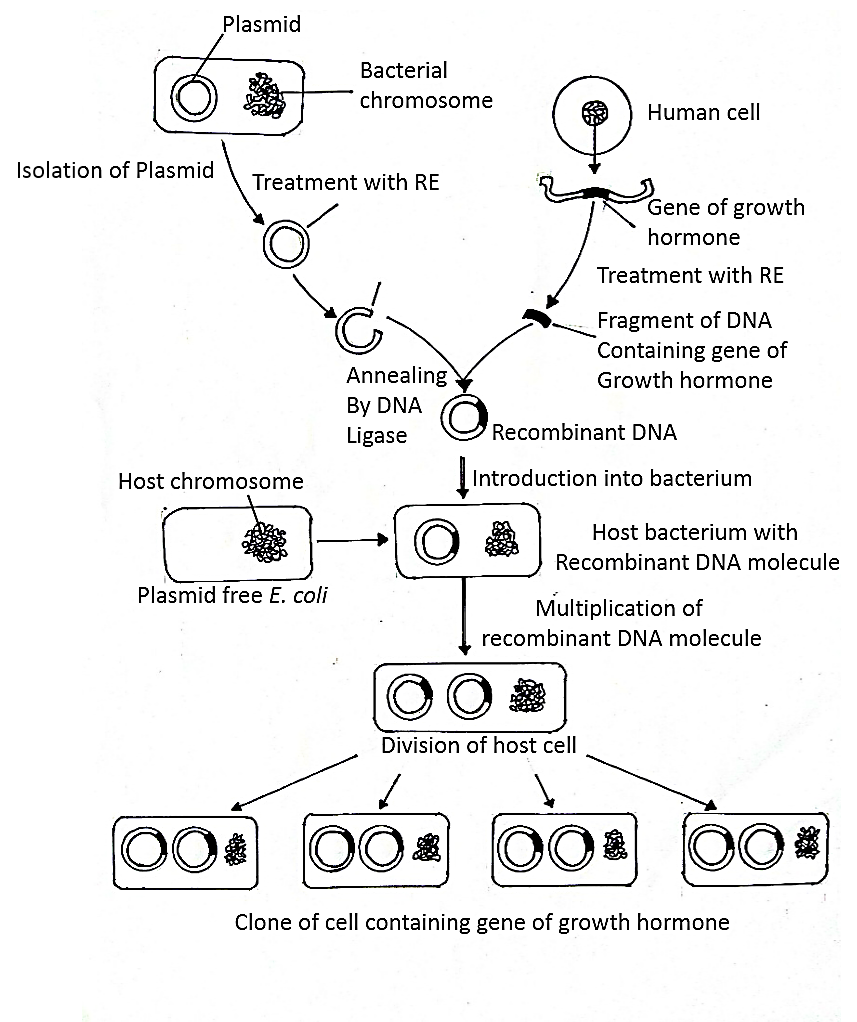 Plasmid
Bacterial
chromosome
Human cell
Isolation of Plasmid
Treatment with RE
Gene of growth
hormone
Treatment with RE
Fragment of DNA
Containing gene of
Growth hormone
Annealing
By DNA
Ligase
Recombinant DNA
Introduction into bacterium
Host chromosome
Host bacterium with
Recombinant DNA molecule
Plasmid free E. coli
Multiplication of
recombinant DNA molecule
Division of host cell
Clone of cell containing gene of growth hormone